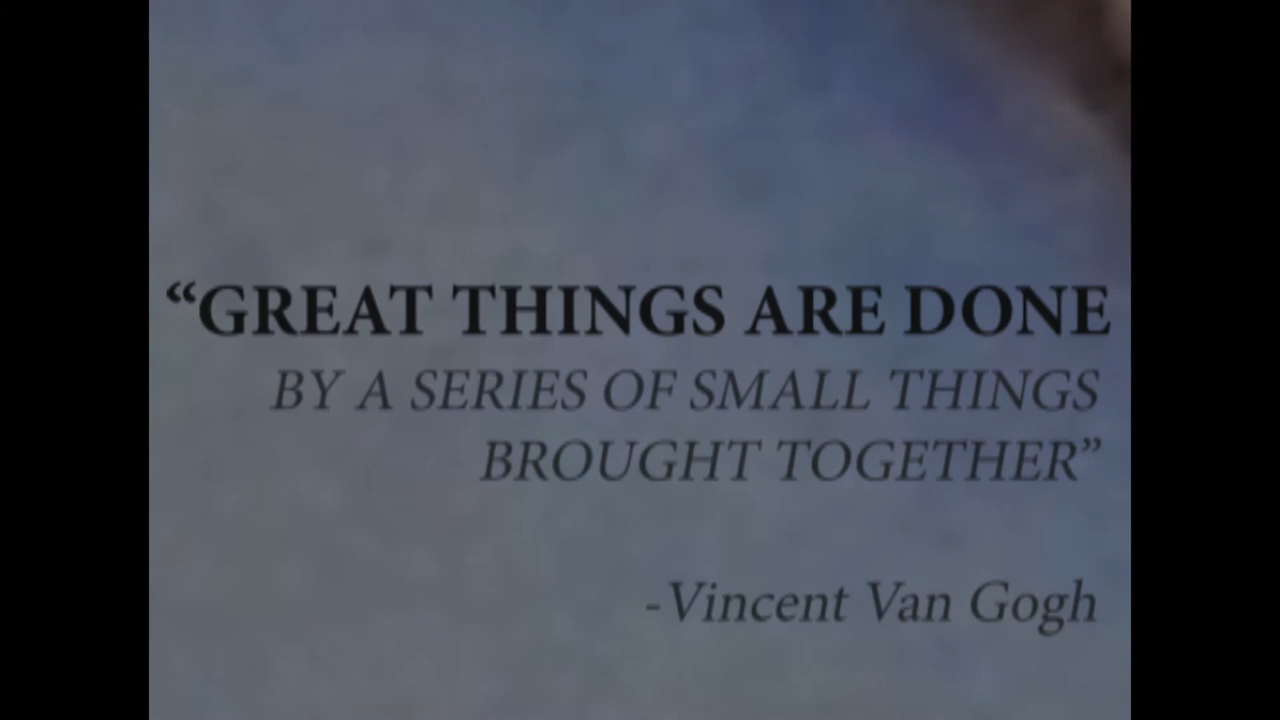 “GREAT THINGS ARE DONE
BY A SERIES OF SMALL THINGS
BROUGHT TOGETHER”
-Vincent Van Gogh